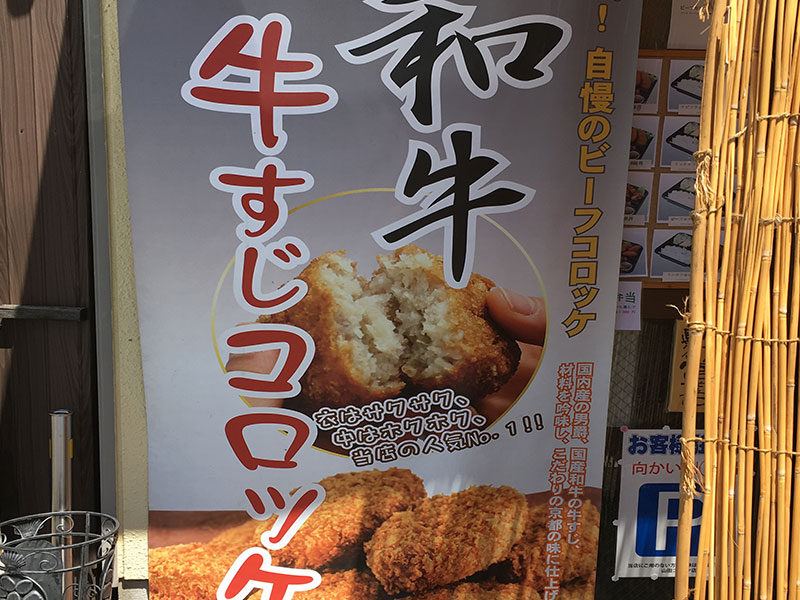 ！自慢のビーフコロッケ
和牛
牛すじコロッケ
衣はサクサク、
中はホクホク、
当店の人気No.1!!
国内産の男爵、国産和牛の牛すじ、
材料を吟味し、こだわりの京都の味に仕上げ
弁当
お客様
向かい
P